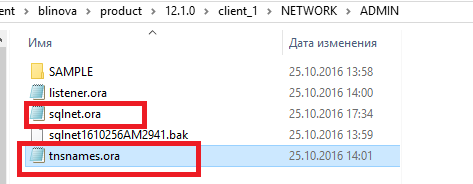 ent › blinova › product › 12.1.0 › client_1 › NETWORK › ADMIN
Имя Дата изменения
SAMPLE 25.10.2016 13:58
listener.ora 25.10.2016 14:00
sqlnet.ora 25.10.2016 17:34
sqlnet1610256AM2941.bak 25.10.2016 13:59
tnsnames.ora 25.10.2016 14:01